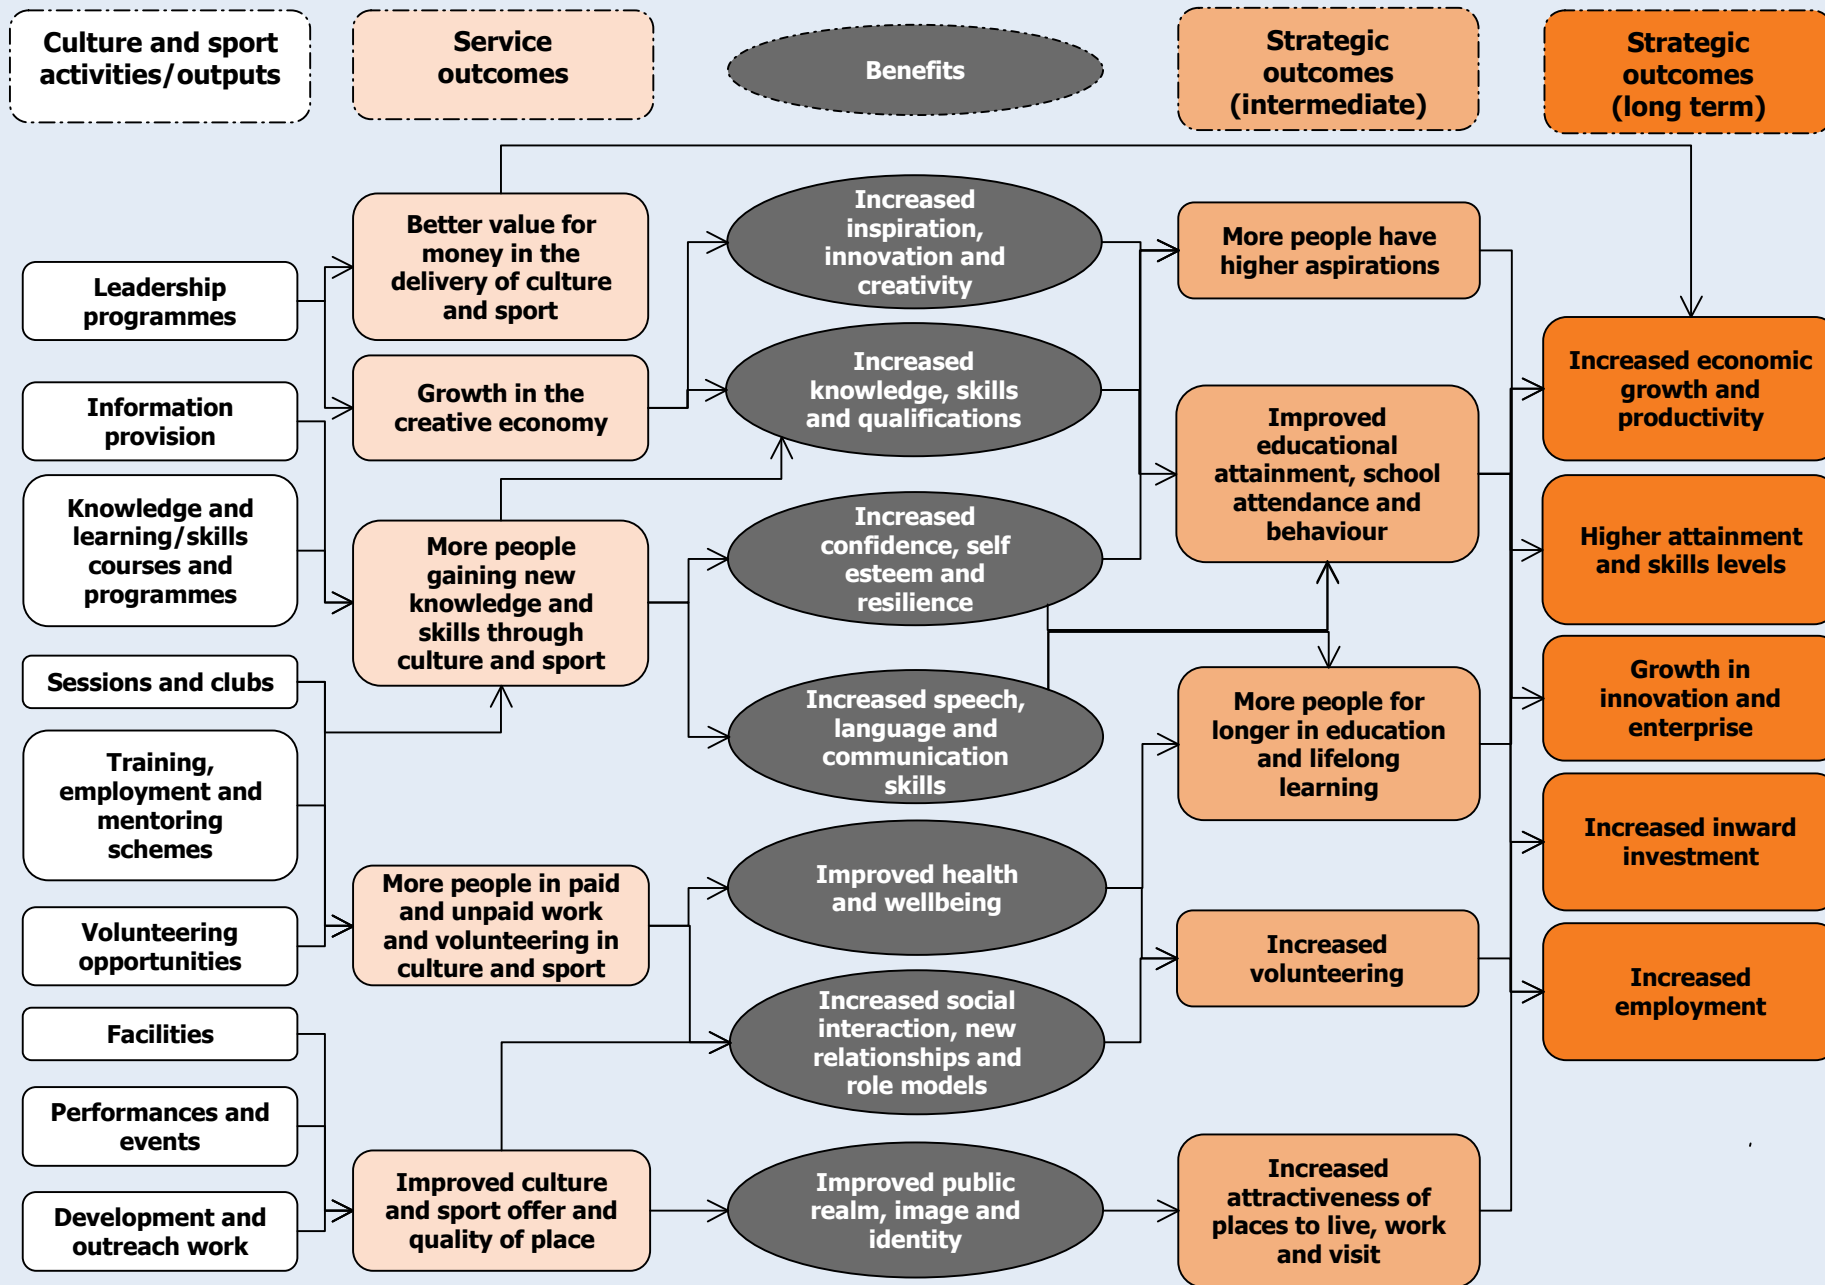 Culture and sport
activities/outputs
Service
outcomes
Benefits
Strategic
outcomes
(intermediate)
Strategic
outcomes
(long term)
Leadership
programmes
Information
provision
Knowledge and
learning/skills
courses and
programmes
Sessions and clubs
Training,
employment and
mentoring
schemes
Volunteering
opportunities
Facilities
Performances and
events
Development and
outreach work
Better value for
money in the
delivery of culture
and sport
Growth in the
creative economy
More people
gaining new
knowledge and
skills through
culture and sport
More people in paid
and unpaid work
and volunteering in
culture and sport
Improved culture
and sport offer and
quality of place
Increased
inspiration,
innovation and
creativity
Increased
knowledge, skills
and qualifications
Increased
confidence, self
esteem and
resilience
Increased speech,
language and
communication
skills
Improved health
and wellbeing
Increased social
interaction, new
relationships and
role models
Improved public
realm, image and
identity
More people have
higher aspirations
Improved
educational
attainment, school
attendance and
behaviour
More people for
longer in education
and lifelong
learning
Increased
volunteering
Increased
attractiveness of
places to live, work
and visit
Increased economic
growth and
productivity
Higher attainment
and skills levels
Growth in
innovation and
enterprise
Increased inward
investment
Increased
employment